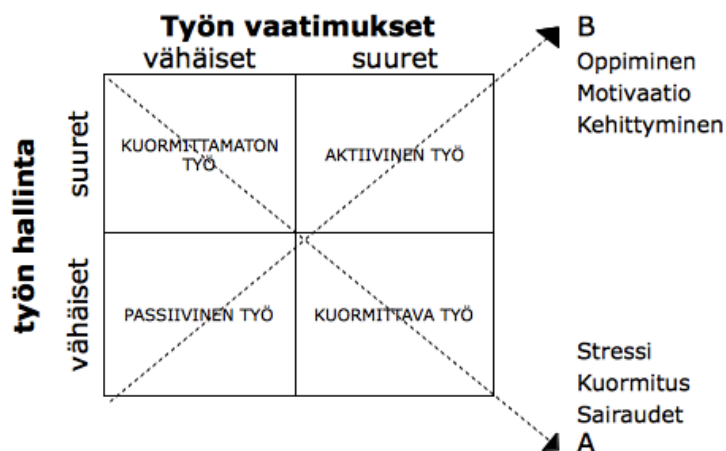 Työn vaatimukset
vähäiset suuret
työn hallinta
suuret
vähäiset
KUORMITTAMATON
TYÖ
AKTIIVINEN TYÖ
PASSIIVINEN TYÖ
KUORMITTAVA TYÖ
B
Oppiminen
Motivaatio
Kehittyminen
Stressi
Kuormitus
Sairaudet
A